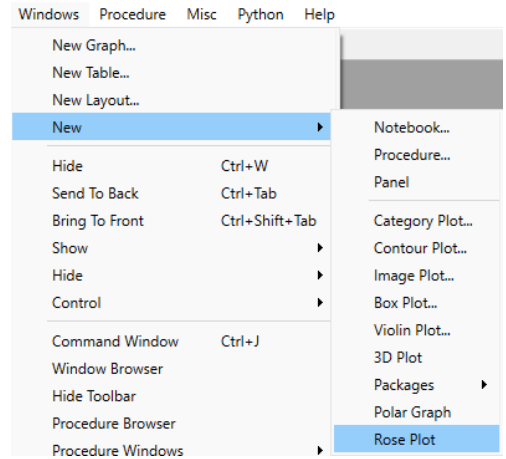 Windows Procedure Misc Python Help
New Graph...
New Table...
New Layout...
New
Hide Ctrl+W
Send To Back Ctrl+Tab
Bring To Front Ctrl+Shift+Tab
Show
Hide
Control
Command Window Ctrl+J
Window Browser
Hide Toolbar
Procedure Browser
Procedure Windows
Notebook...
Procedure...
Panel
Category Plot...
Contour Plot...
Image Plot...
Box Plot...
Violin Plot...
3D Plot
Packages
Polar Graph
Rose Plot